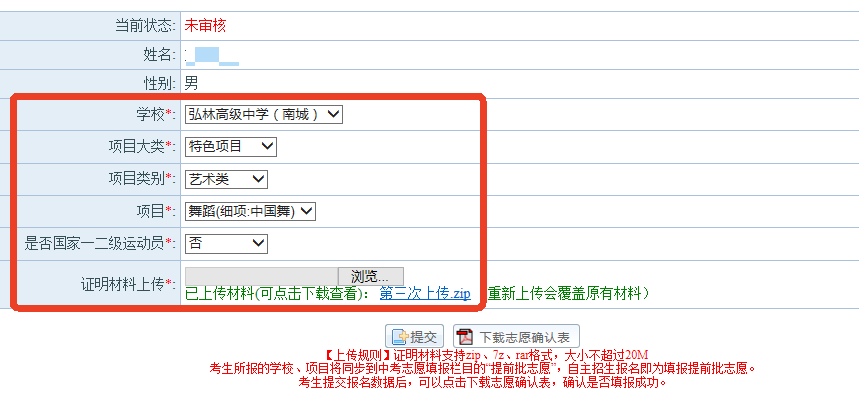 当前状态: 未审核
姓名:
性别: 男
学校*: 弘林高级中学（南城）
项目大类*: 特色项目
项目类别*: 艺术类
项目*: 舞蹈(细项:中国舞)
是否国家一二级运动员*: 否
证明材料上传*: 浏览...
已上传材料(可点击下载查看)： 第三次上传.zip 重新上传会覆盖原有材料）
提交 下载志愿确认表
【上传规则】证明材料支持zip、7z、rar格式，大小不超过20M
考生所报的学校、项目将同步到中考志愿填报栏目的“提前批志愿”，自主招生报名即为填报提前批志愿。
考生提交报名数据后，可以点击下载志愿确认表，确认是否填报成功。